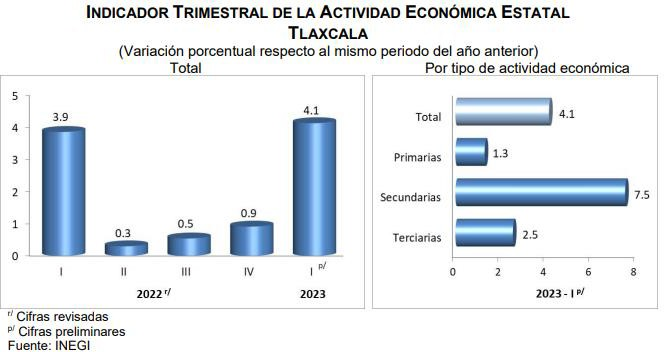 INDICADOR TRIMESTRAL DE LA ACTIVIDAD ECONÓMICA ESTATAL
TLAXCALA
(Variación porcentual respecto al mismo periodo del año anterior)
Total
5
4
3
2
1
0
3.9
0.3
0.5
0.9
4.1
I II III IV I p/
2022 r/ 2023
Por tipo de actividad económica
Total 4.1
Primarias 1.3
Secundarias 7.5
Terciarias 2.5
0 2 4 6 8
2023 - I p/
r/ Cifras revisadas
p/ Cifras preliminares
Fuente: INEGI